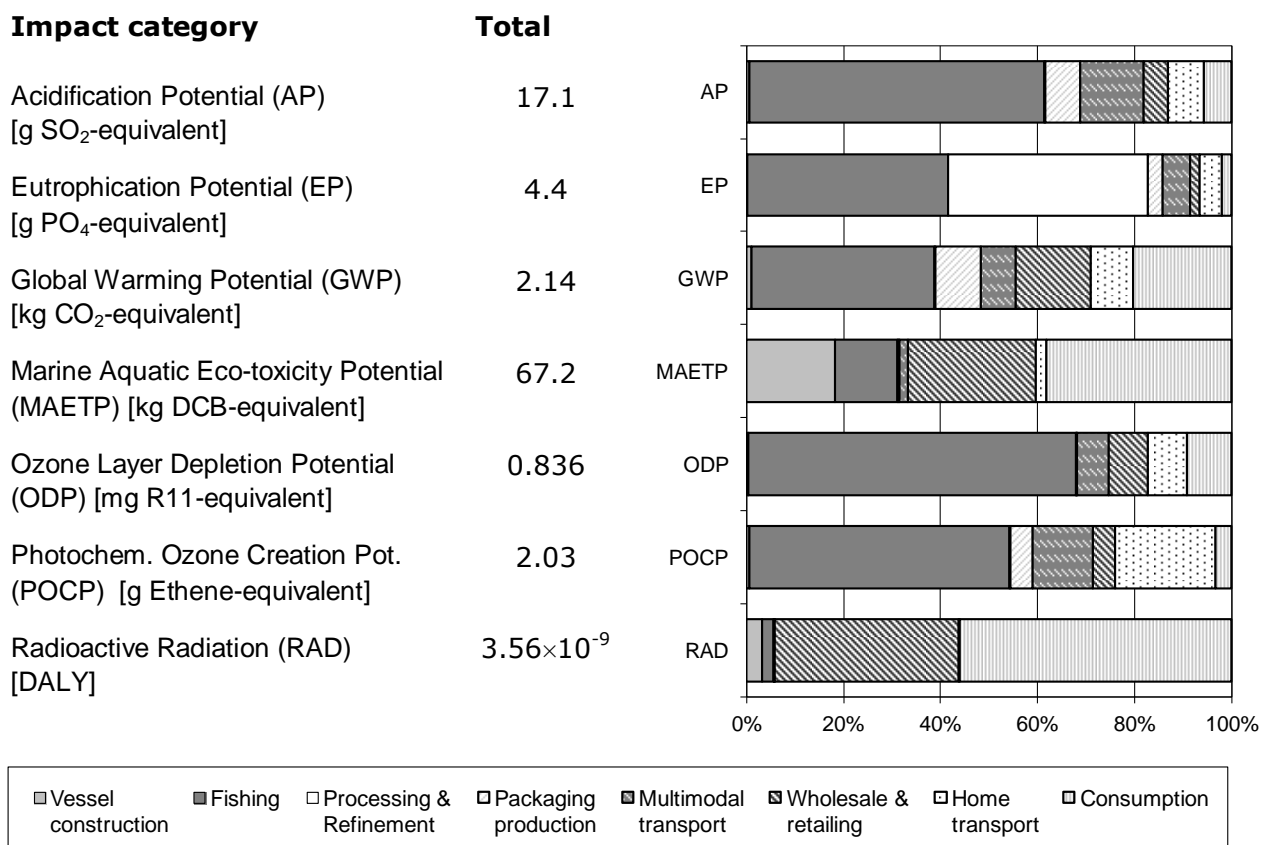 Impact category Total
Acidification Potential (AP) 17.1 AP
[g SO₂-equivalent]
Eutrophication Potential (EP) 4.4 EP
[g PO₄-equivalent]
Global Warming Potential (GWP) 2.14 GWP
[kg CO₂-equivalent]
Marine Aquatic Eco-toxicity Potential 67.2 MAETP
(MAETP) [kg DCB-equivalent]
Ozone Layer Depletion Potential 0.836 ODP
(ODP) [mg R11-equivalent]
Photochem. Ozone Creation Pot. 2.03 POCP
(POCP) [g Ethene-equivalent]
Radioactive Radiation (RAD) 3.56×10⁻⁹ RAD
[DALY]
0% 20% 40% 60% 80% 100%
Vessel Fishing Processing & Packaging Multimodal Wholesale & Home Consumption
construction Refinement production transport retailing transport